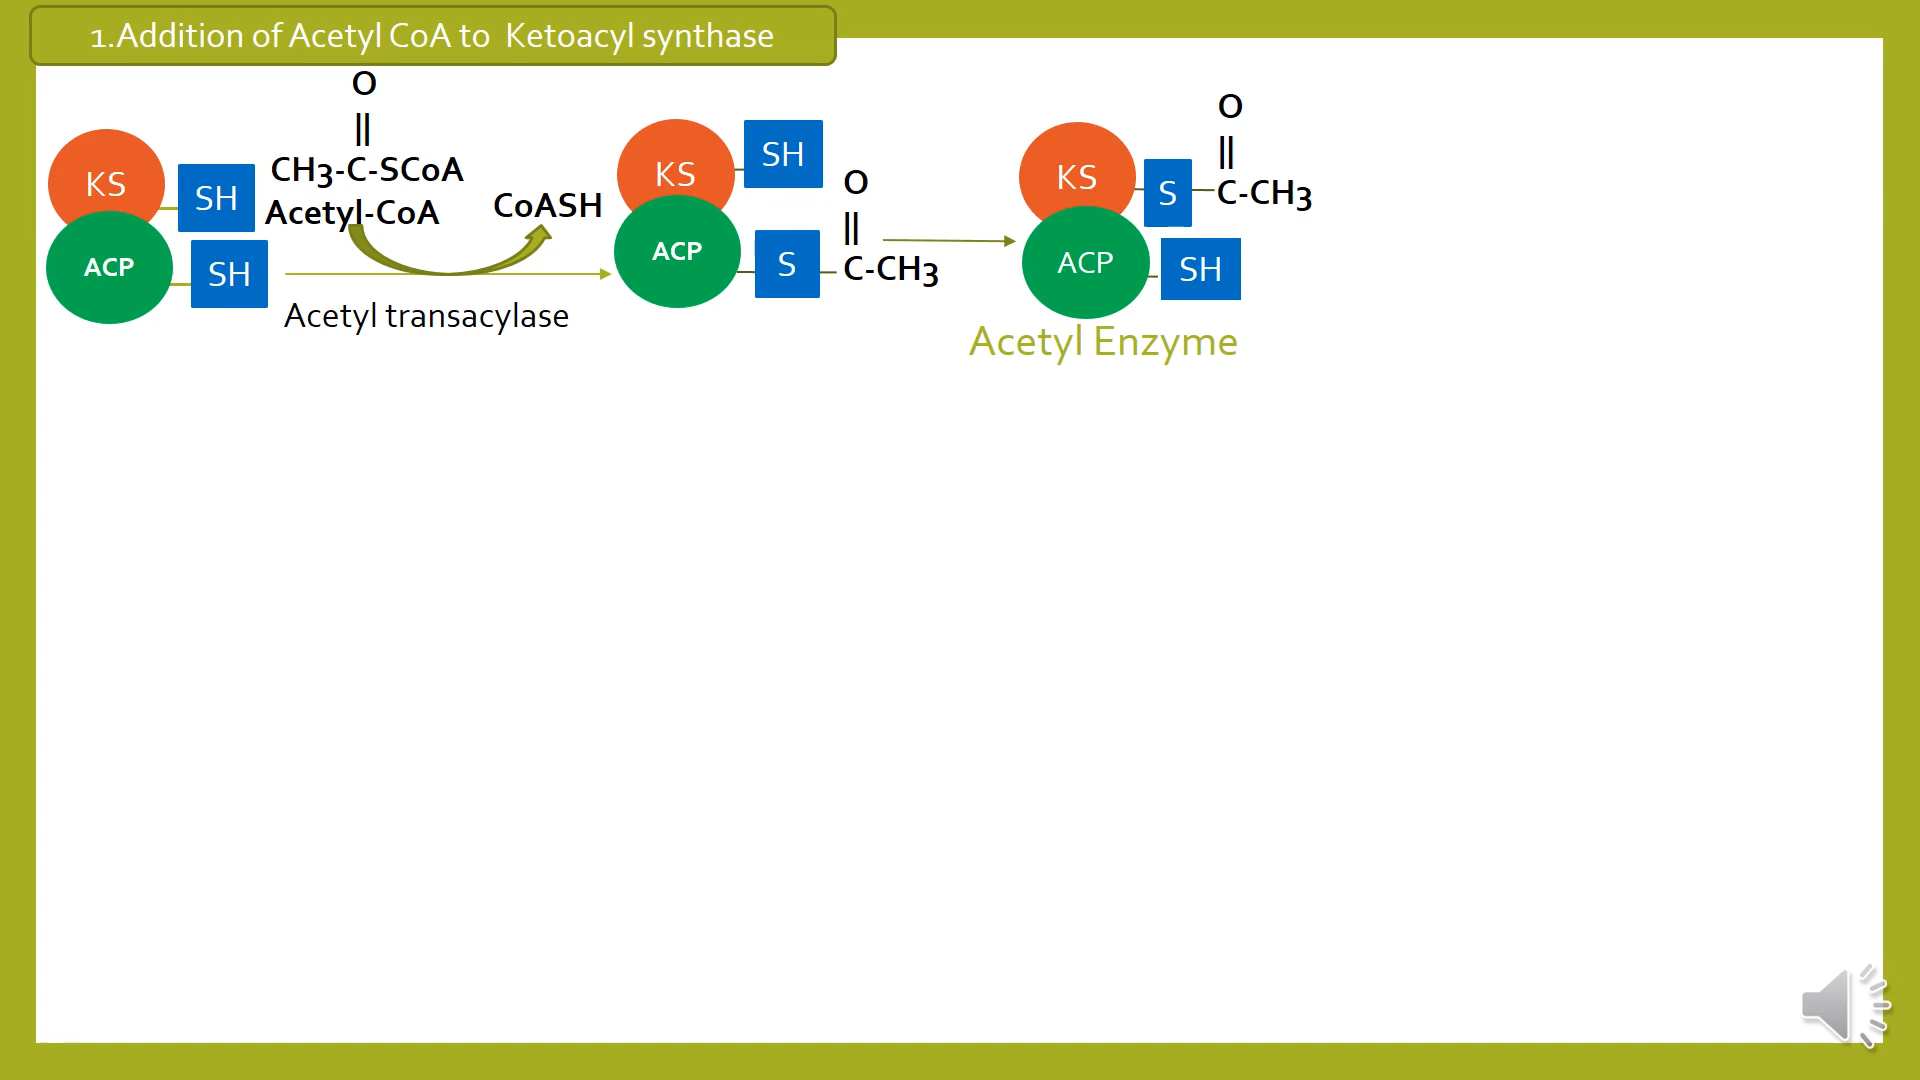 1.Addition of Acetyl CoA to Ketoacyl synthase
O
||
CH3-C-SCoA
Acetyl-CoA
CoASH
KS
SH
ACP
SH
Acetyl transacylase
KS
SH
ACP
S
O
||
C-CH3
KS
S
O
||
C-CH3
ACP
SH
Acetyl Enzyme